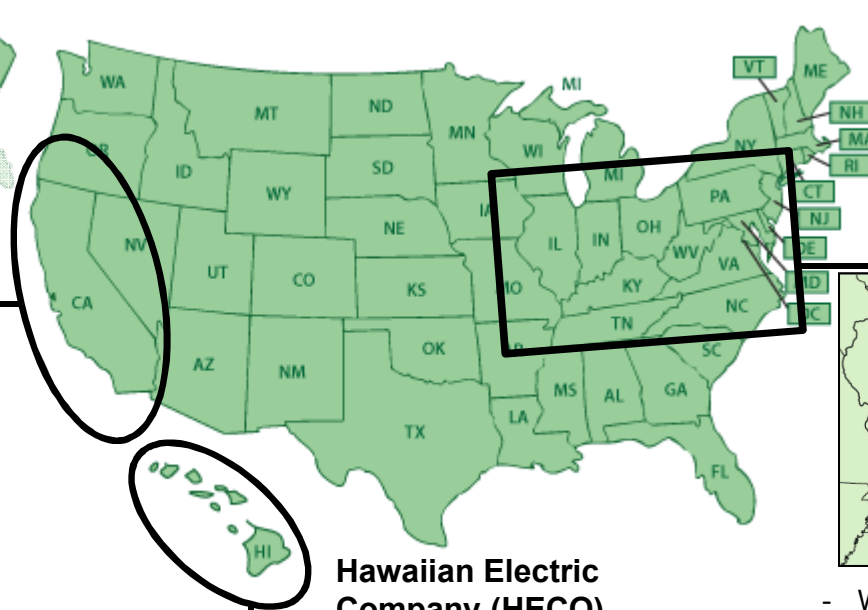 VT
ME
MI
WA
NH
MT
ND
MN
MA
OR
NY
WI
RI
ID
SD
MI
WY
PA
CT
IA
NE
NJ
OH
NV
IL
IN
DE
WV
UT
VA
CO
MD
KY
KS
MO
CA
NC
DC
TN
OK
SC
AZ
NM
MS
AL
GA
LA
TX
FL
HI
Hawaiian Electric
Company (HECO)
-